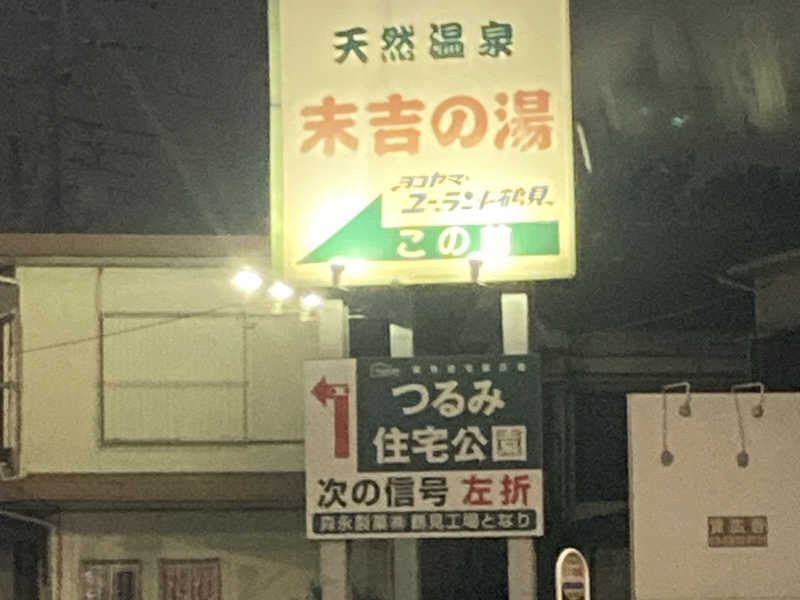 天然温泉
末吉の湯
ヨコヤマ・
ユーランド鶴見
この
つるみ
住宅公園
次の信号 左折
森永製菓㈱ 鶴見工場となり